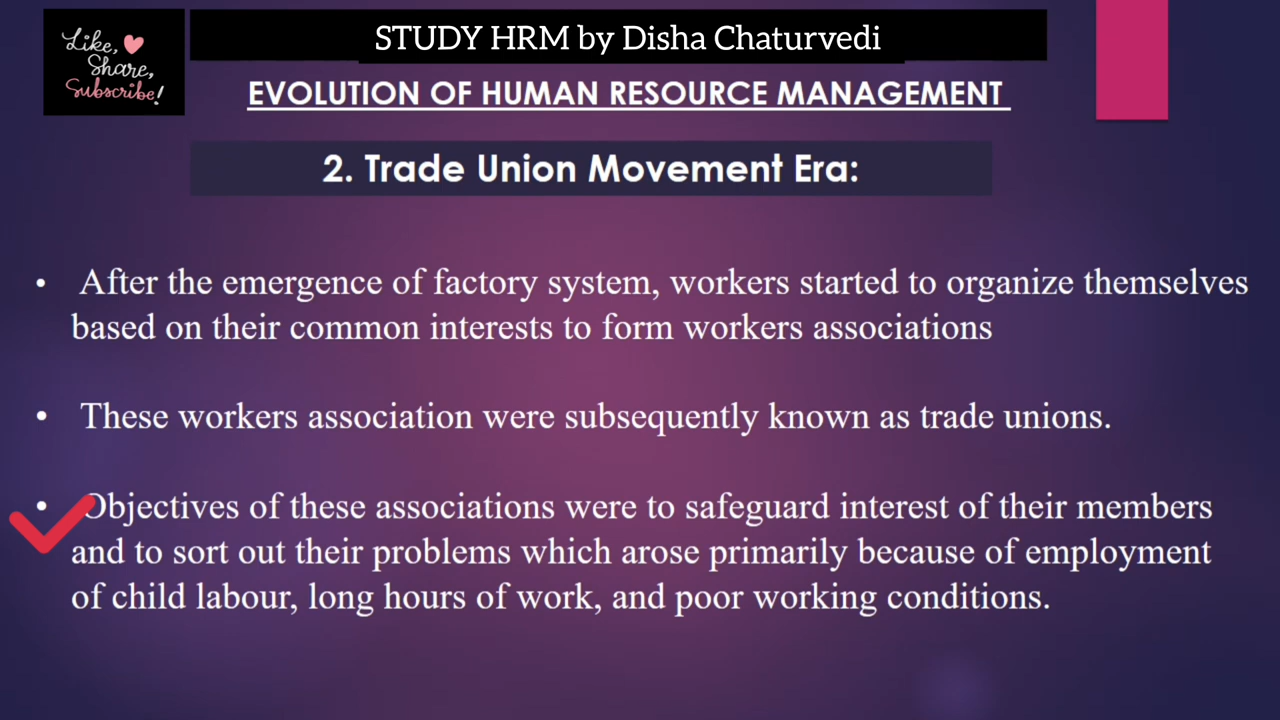 Like,
Share,
Subscribe!
STUDY HRM by Disha Chaturvedi
EVOLUTION OF HUMAN RESOURCE MANAGEMENT
2. Trade Union Movement Era:
• After the emergence of factory system, workers started to organize themselves
based on their common interests to form workers associations
• These workers association were subsequently known as trade unions.
• Objectives of these associations were to safeguard interest of their members
and to sort out their problems which arose primarily because of employment
of child labour, long hours of work, and poor working conditions.